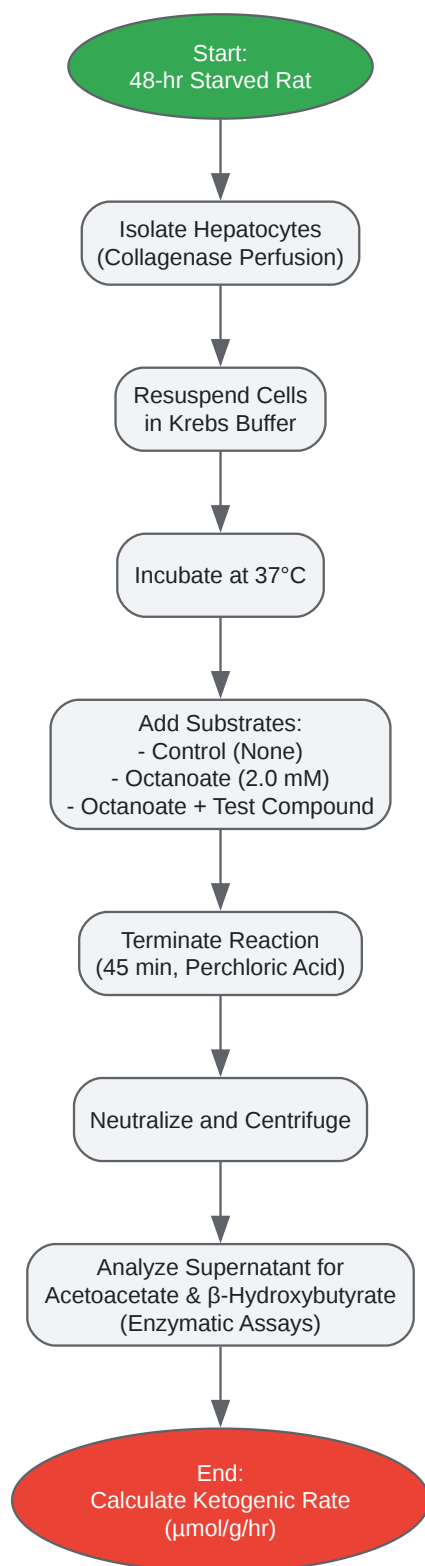 Start:
48-hr Starved Rat
Isolate Hepatocytes
(Collagenase Perfusion)
Resuspend Cells
in Krebs Buffer
Incubate at 37°C
Add Substrates:
- Control (None)
- Octanoate (2.0 mM)
- Octanoate + Test Compound
Terminate Reaction
(45 min, Perchloric Acid)
Neutralize and Centrifuge
Analyze Supernatant for
Acetoacetate & β-Hydroxybutyrate
(Enzymatic Assays)
End:
Calculate Ketogenic Rate
(μmol/g/hr)